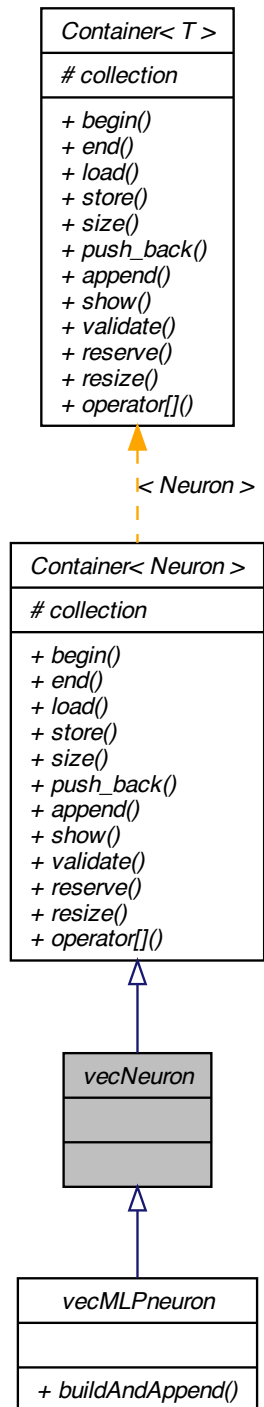 Container< T >
# collection
+ begin()
+ end()
+ load()
+ store()
+ size()
+ push_back()
+ append()
+ show()
+ validate()
+ reserve()
+ resize()
+ operator[]()
< Neuron >
Container< Neuron >
# collection
+ begin()
+ end()
+ load()
+ store()
+ size()
+ push_back()
+ append()
+ show()
+ validate()
+ reserve()
+ resize()
+ operator[]()
vecNeuron
vecMLPneuron
+ buildAndAppend()